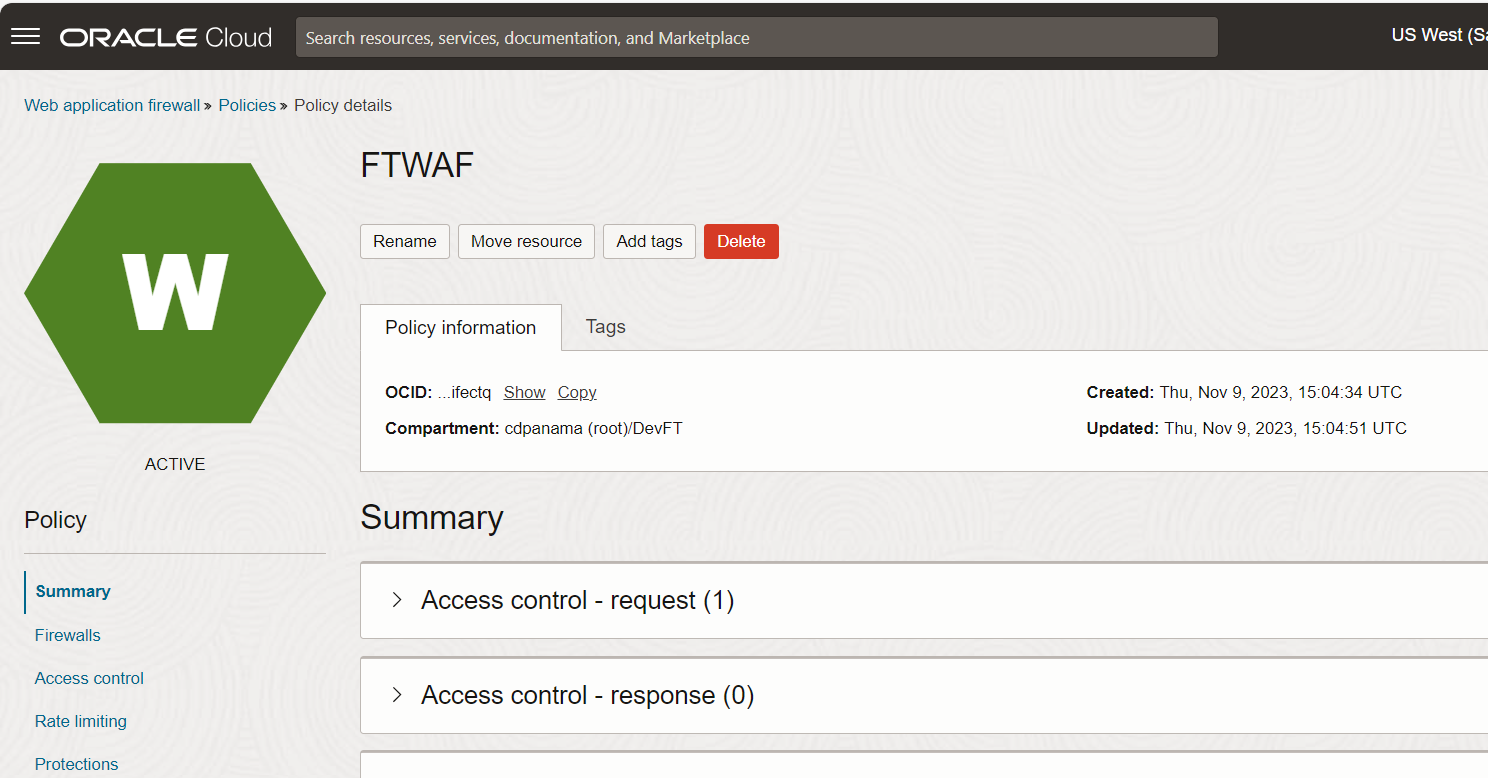 ORACLE Cloud
Search resources, services, documentation, and Marketplace
US West (Sa
Web application firewall » Policies » Policy details
W
ACTIVE
FTWAF
Rename
Move resource
Add tags
Delete
Policy information
Tags
OCID: ...ifectq Show Copy
Compartment: cdpanama (root)/DevFT
Created: Thu, Nov 9, 2023, 15:04:34 UTC
Updated: Thu, Nov 9, 2023, 15:04:51 UTC
Policy
Summary
Firewalls
Access control
Rate limiting
Protections
Summary
Access control - request (1)
Access control - response (0)